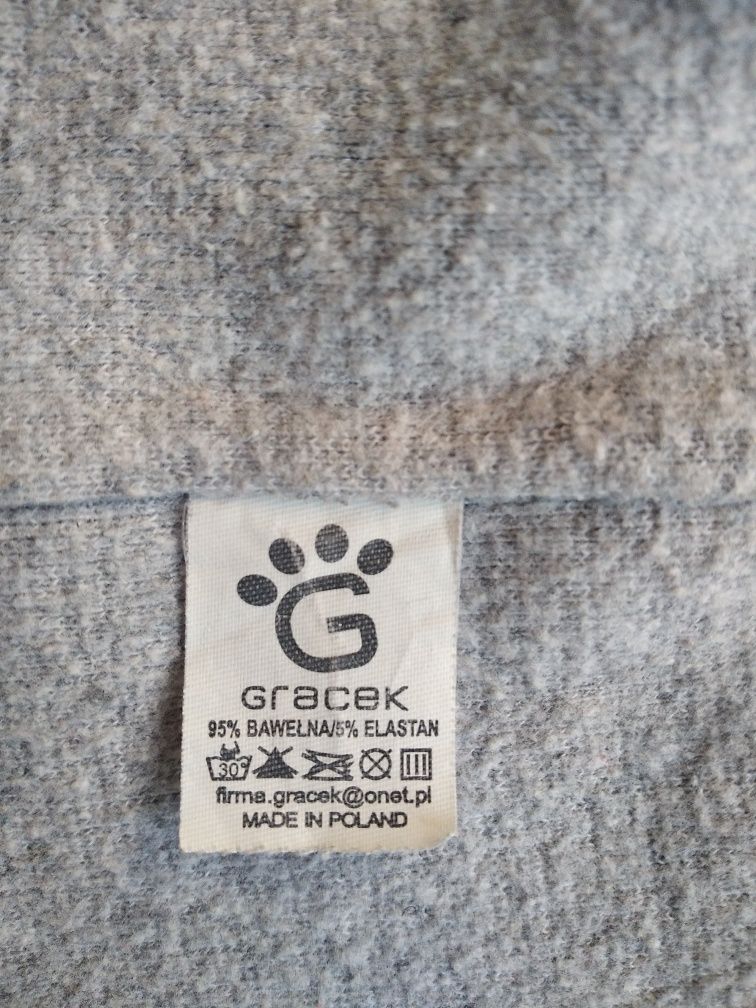 G
Gracek
95% BAWEŁNA/5% ELASTAN
30°
firma.gracek@onet.pl
MADE IN POLAND